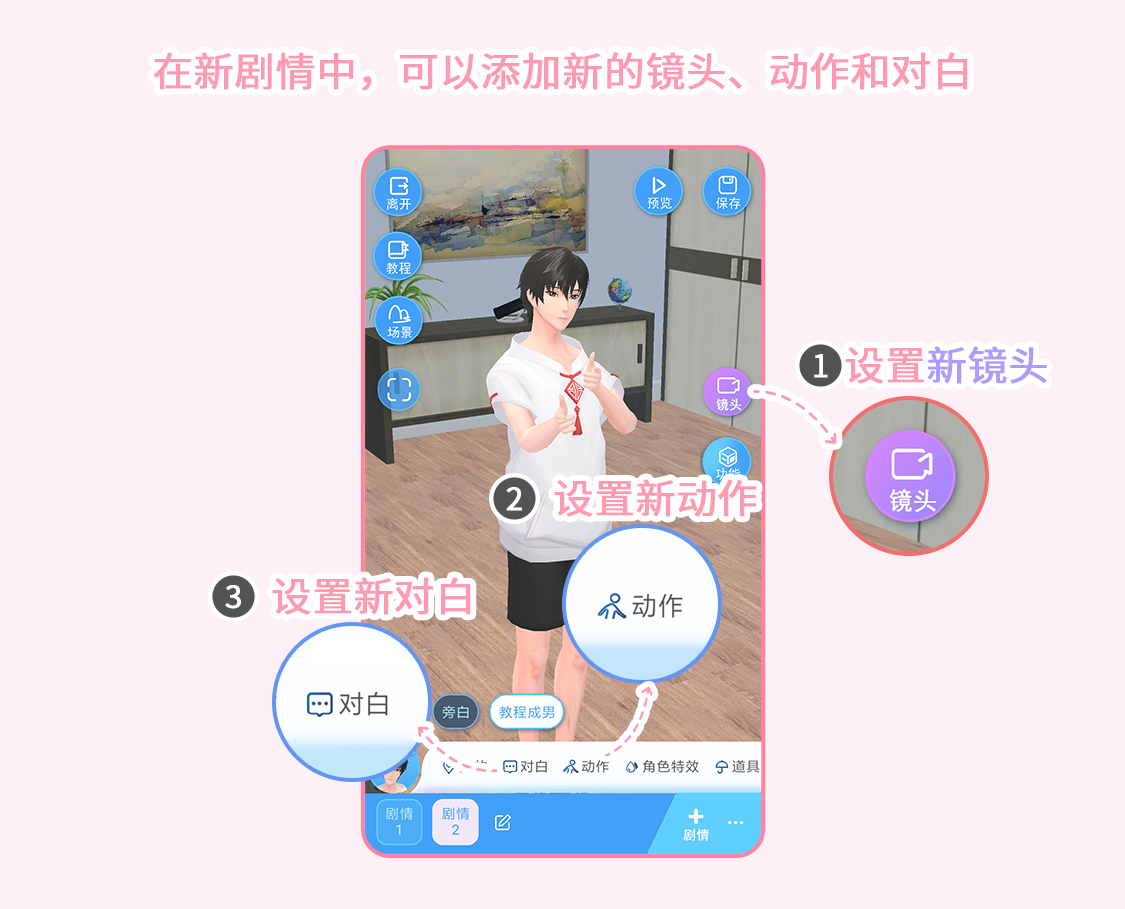 在新剧情中，可以添加新的镜头、动作和对白
离开
预览
保存
教程
场景
镜头
功能
1 设置新镜头
镜头
2 设置新动作
动作
3 设置新对白
对白
旁白
教程成男
对白
动作
角色特效
道具
剧情
1
剧情
2
剧情